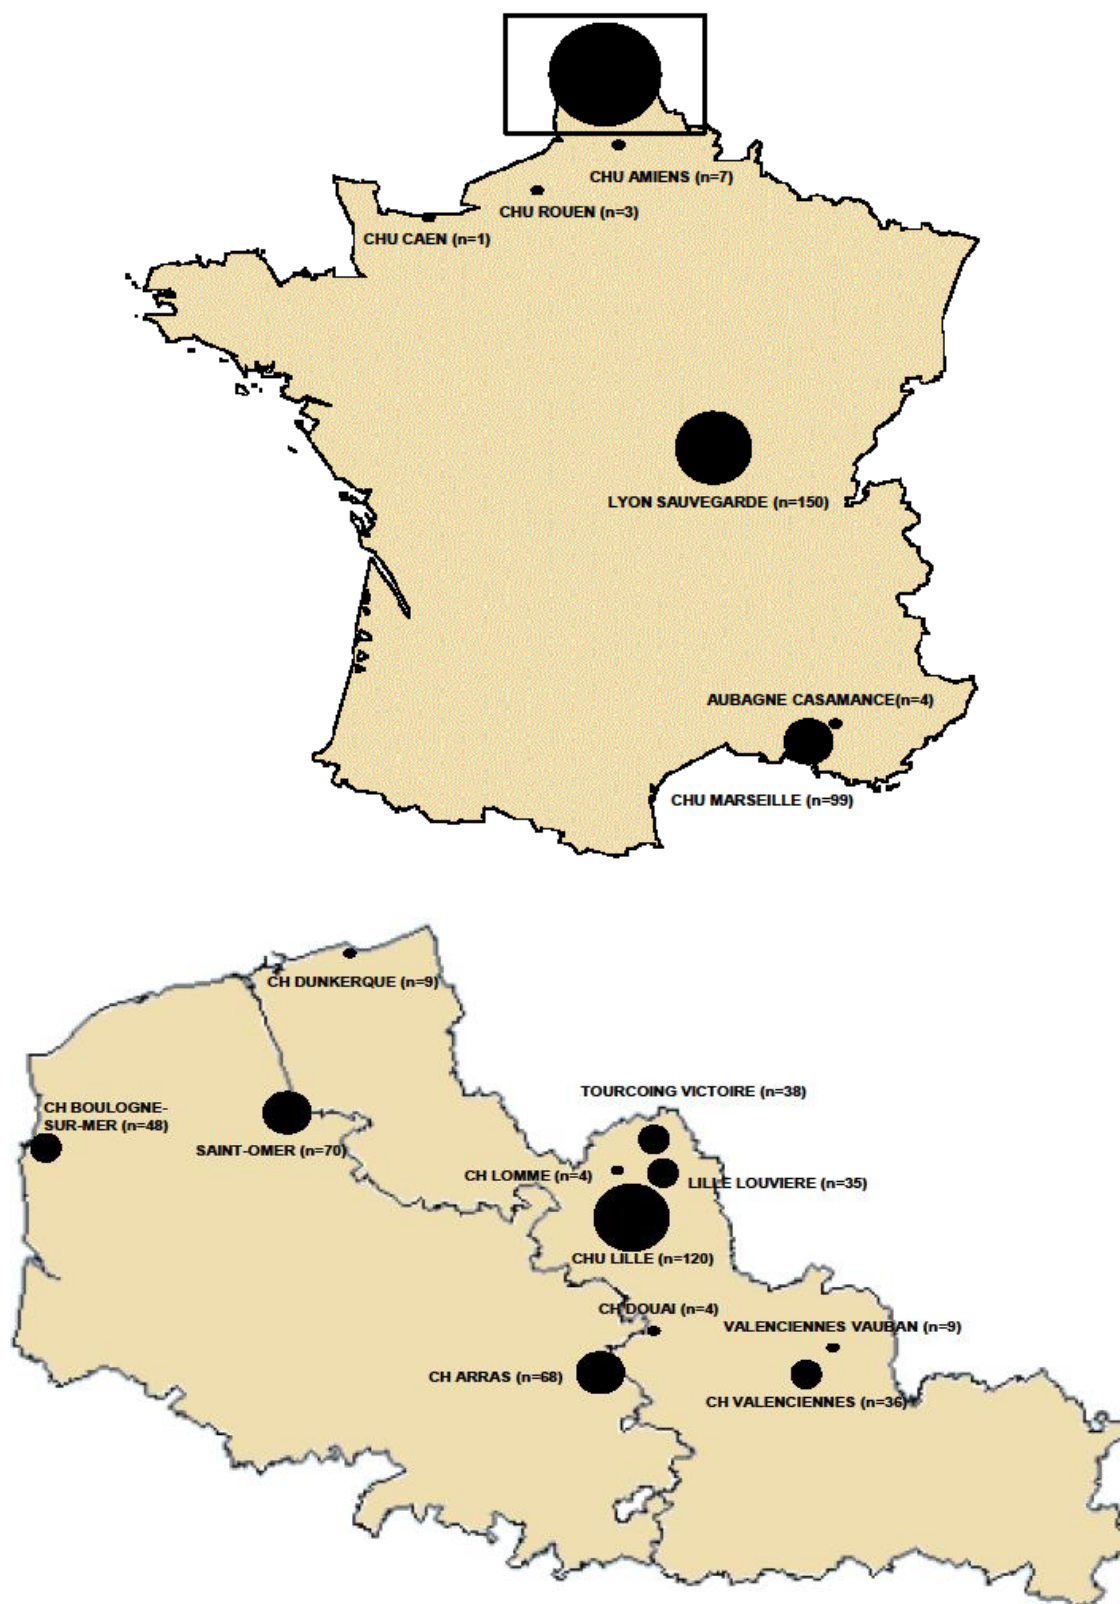 CHU AMIENS (n=7)
CHU ROUEN (n=3)
CHU CAEN (n=1)
LYON SAUVEGARDE (n=150)
AUBAGNE CASAMANCE(n=4)
CHU MARSEILLE (n=99)
CH DUNKERQUE (n=9)
TOURCOING VICTOIRE (n=38)
CH BOULOGNE-
SUR-MER (n=48)
SAINT-OMER (n=70)
CH LOMME (n=4)
LILLE LOUVIERE (n=35)
CHU LILLE (n=120)
CH DOUAI (n=4)
VALENCIENNES VAUBAN (n=9)
CH ARRAS (n=68)
CH VALENCIENNES (n=36)